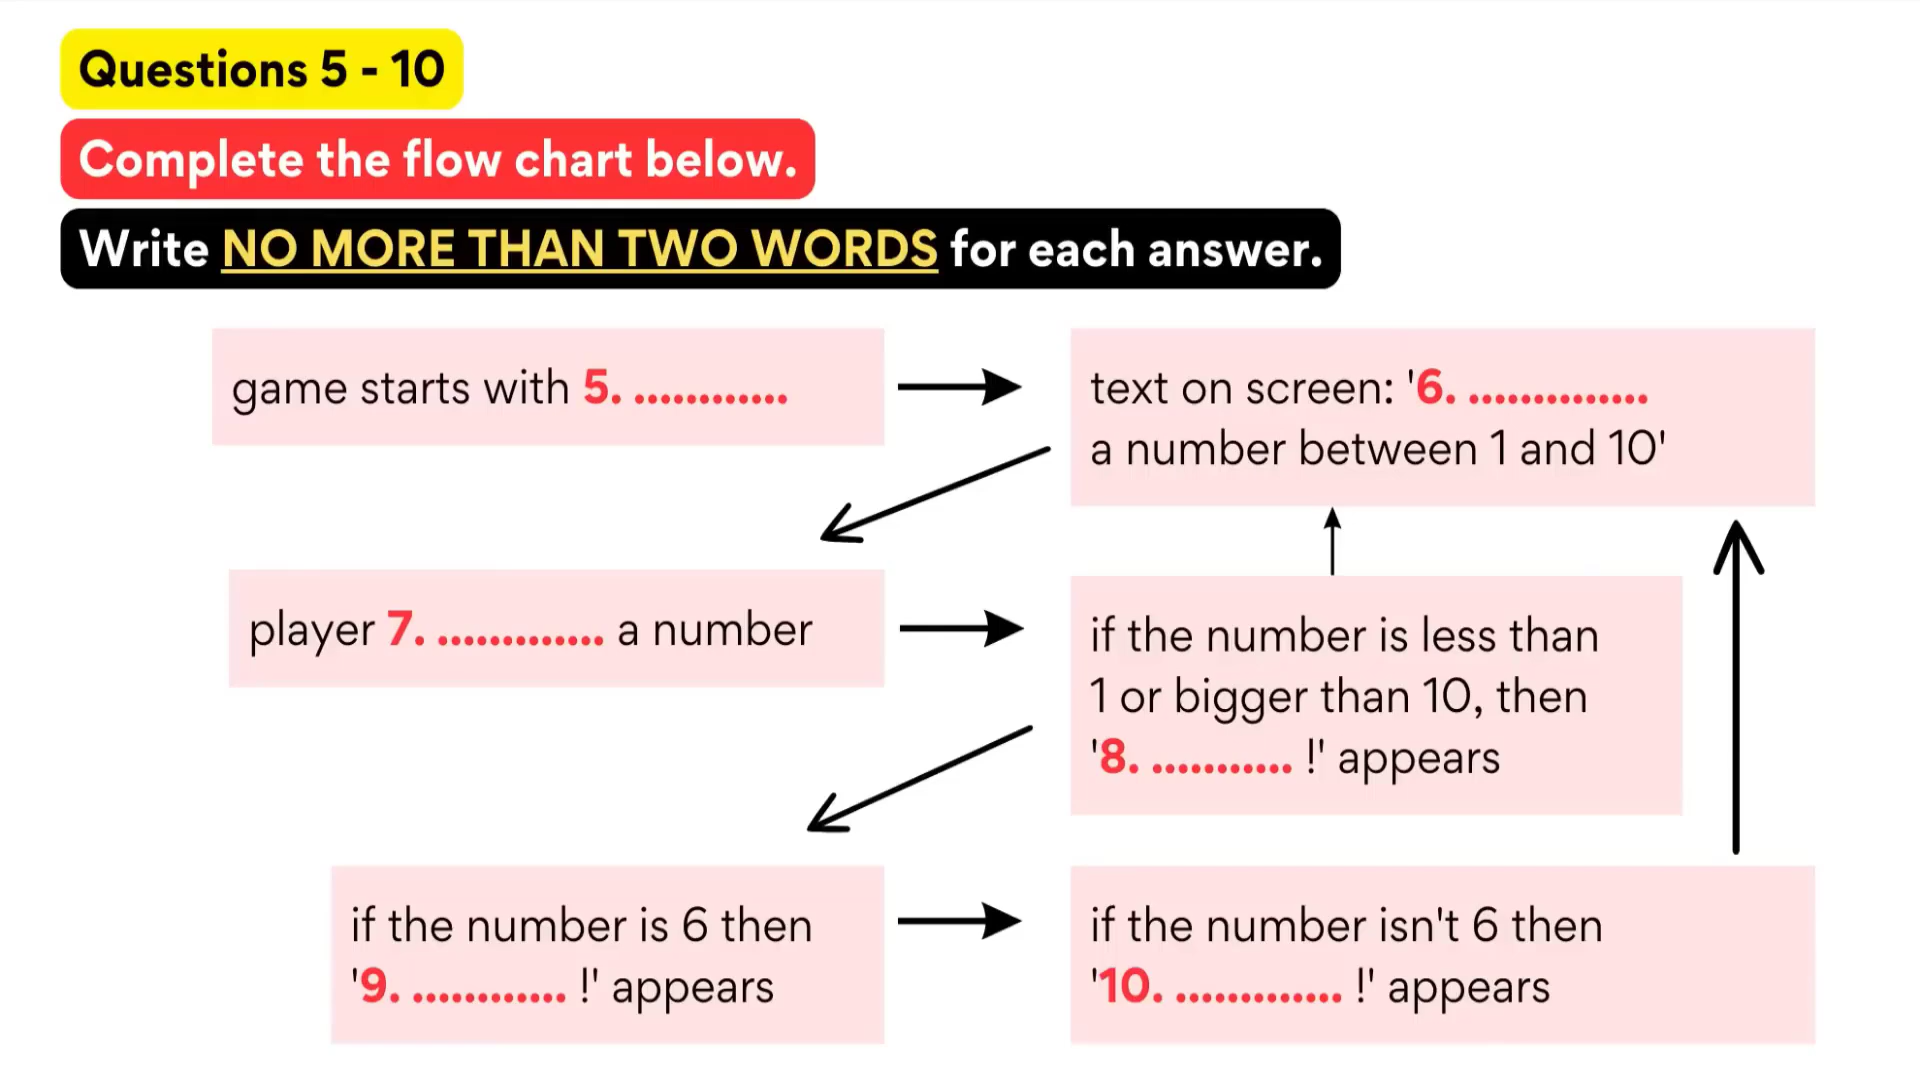 Questions 5 - 10
Complete the flow chart below.
Write NO MORE THAN TWO WORDS for each answer.
game starts with 5. ............
text on screen: '6. ..............
a number between 1 and 10'
player 7. ............. a number
if the number is less than
1 or bigger than 10, then
'8. ........... !' appears
if the number is 6 then
'9. ............ !' appears
if the number isn't 6 then
'10. ............. !' appears